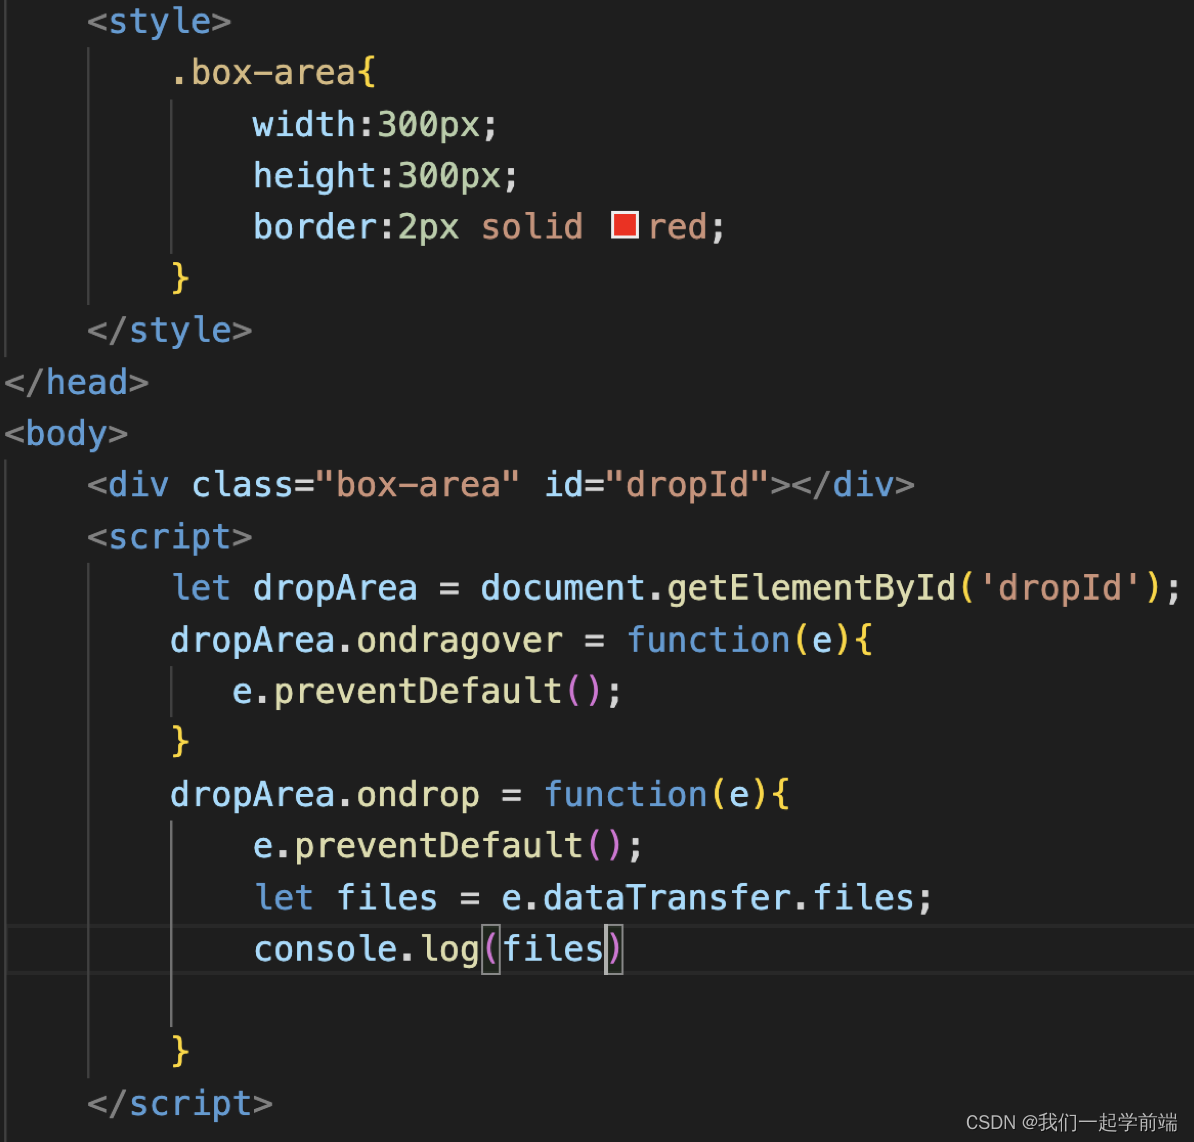 <style>
.box-area{
width:300px;
height:300px;
border:2px solid red;
}
</style>
</head>
<body>
<div class="box-area" id="dropId"></div>
<script>
let dropArea = document.getElementById('dropId');
dropArea.ondragover = function(e){
e.preventDefault();
}
dropArea.ondrop = function(e){
e.preventDefault();
let files = e.dataTransfer.files;
console.log(files)
}
</script>
CSDN @我们一起学前端